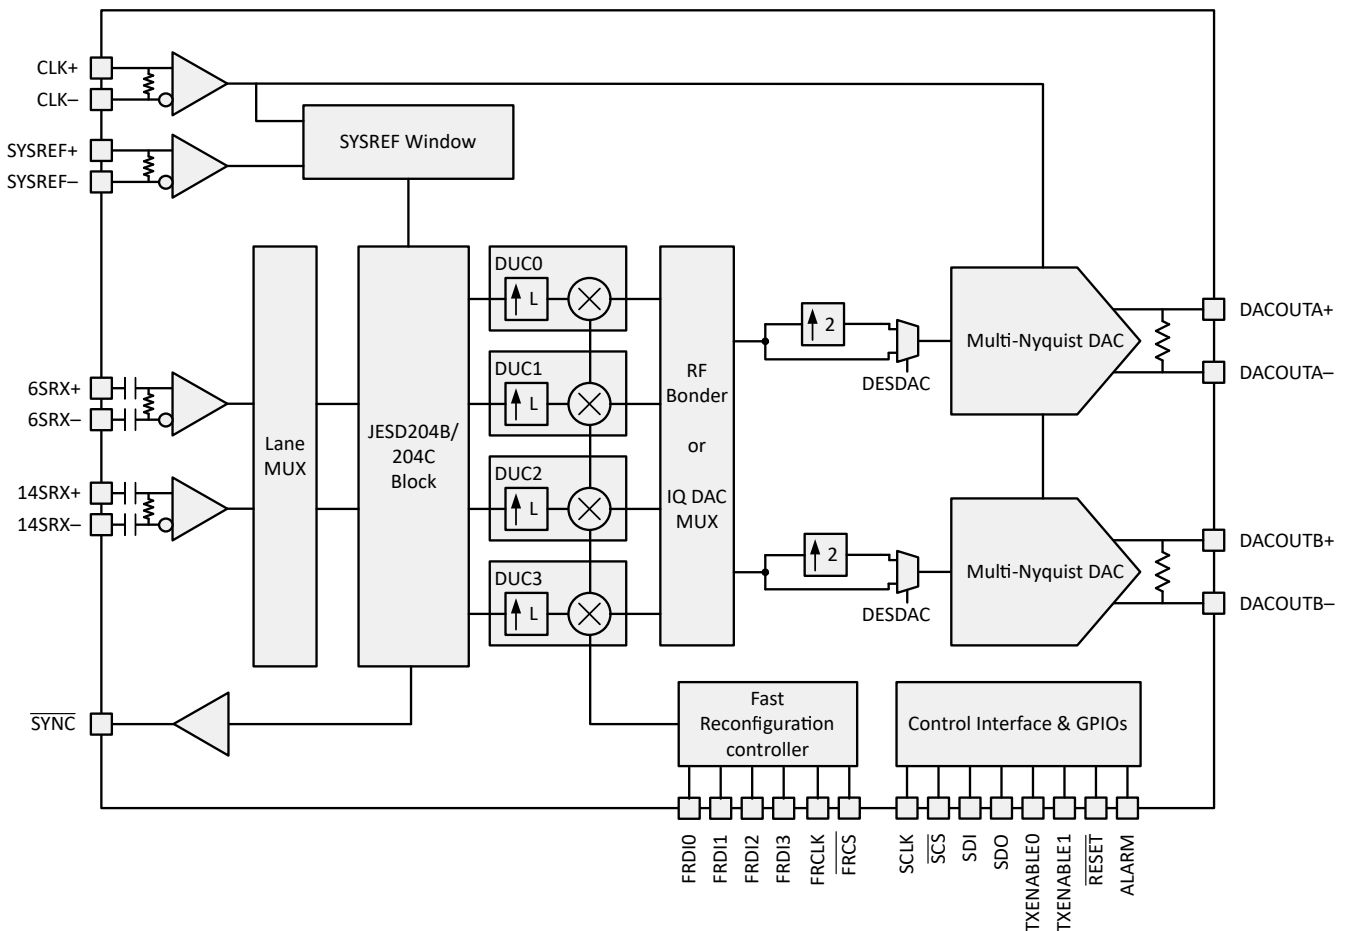 CLK+
CLK–
SYSREF+
SYSREF–
SYSREF Window
6SRX+
6SRX–
14SRX+
14SRX–
SYNC
Lane
MUX
JESD204B/
204C
Block
DUC0
L
DUC1
L
DUC2
L
DUC3
L
RF
Bonder
or
IQ DAC
MUX
2
DESDAC
2
DESDAC
Multi-Nyquist DAC
Multi-Nyquist DAC
DACOUTA+
DACOUTA–
DACOUTB+
DACOUTB–
Fast
Reconfiguration
controller
Control Interface & GPIOs
FRDI0
FRDI1
FRDI2
FRDI3
FRCLK
FRCS
SCLK
SCS
SDI
SDO
TXENABLE0
TXENABLE1
RESET
ALARM